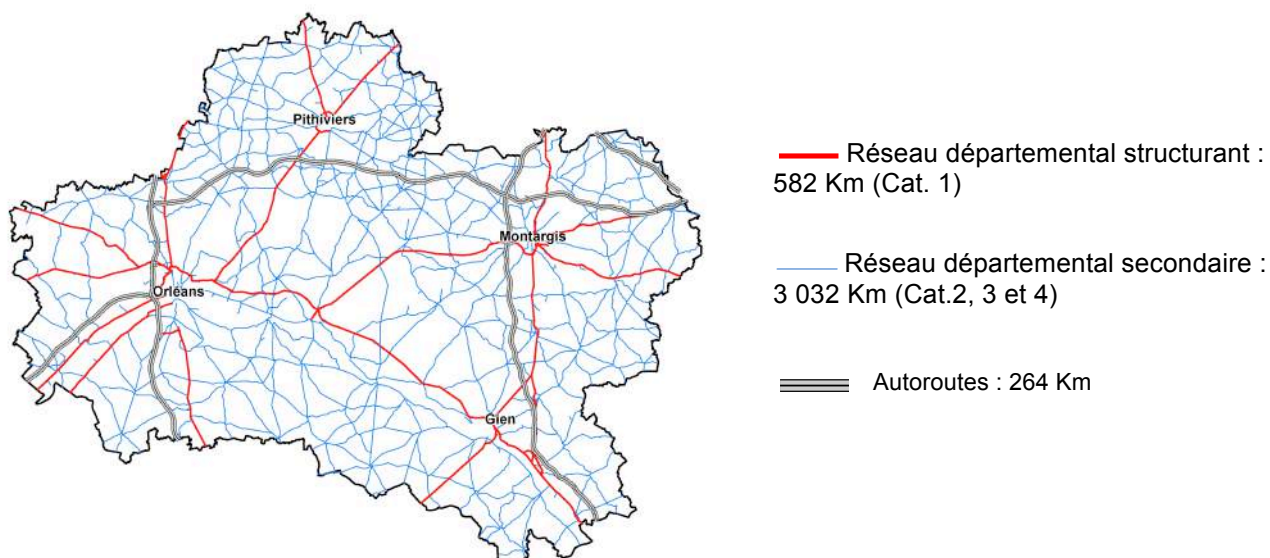 Pithiviers
Réseau départemental structurant :
582 Km (Cat. 1)
Montargis
Réseau départemental secondaire :
3 032 Km (Cat.2, 3 et 4)
Orléans
Autoroutes : 264 Km
Gien